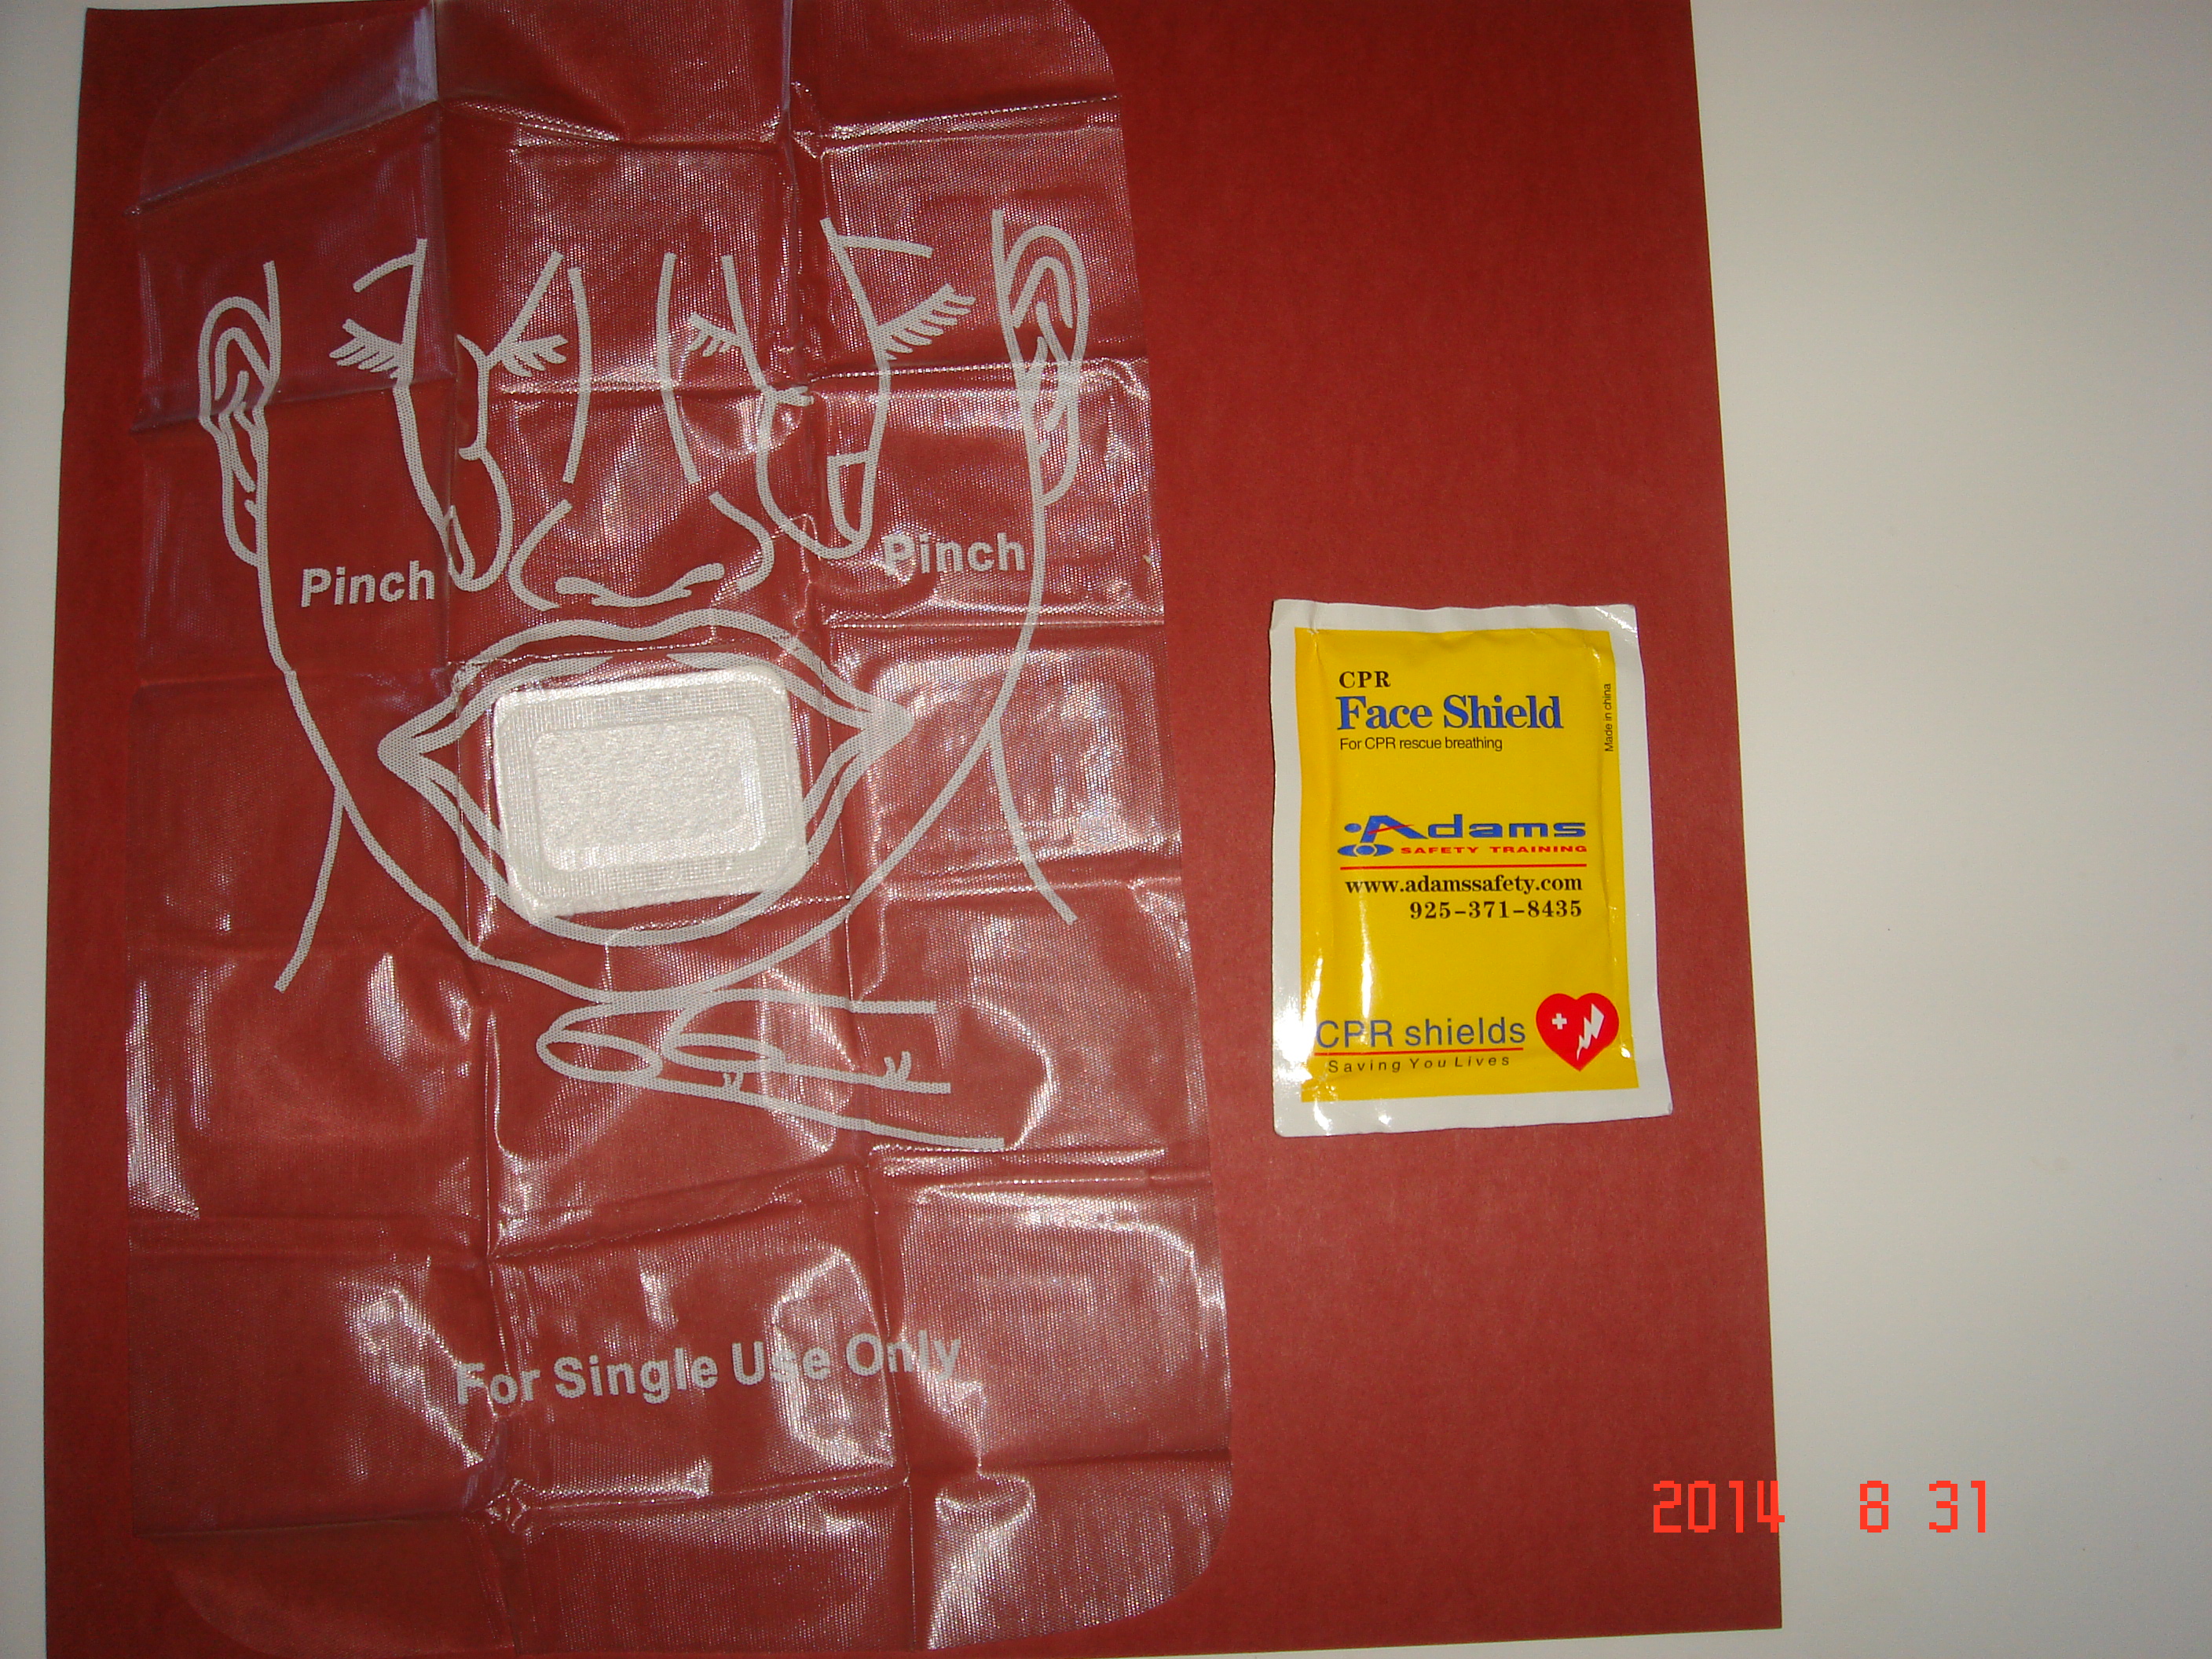 Pinch
Pinch
For Single Use Only
CPR
Face Shield
For CPR rescue breathing
Made in china
Adams
SAFETY TRAINING
www.adamssafety.com
925-371-8435
CPR shields
Saving You Lives
2014 8 31